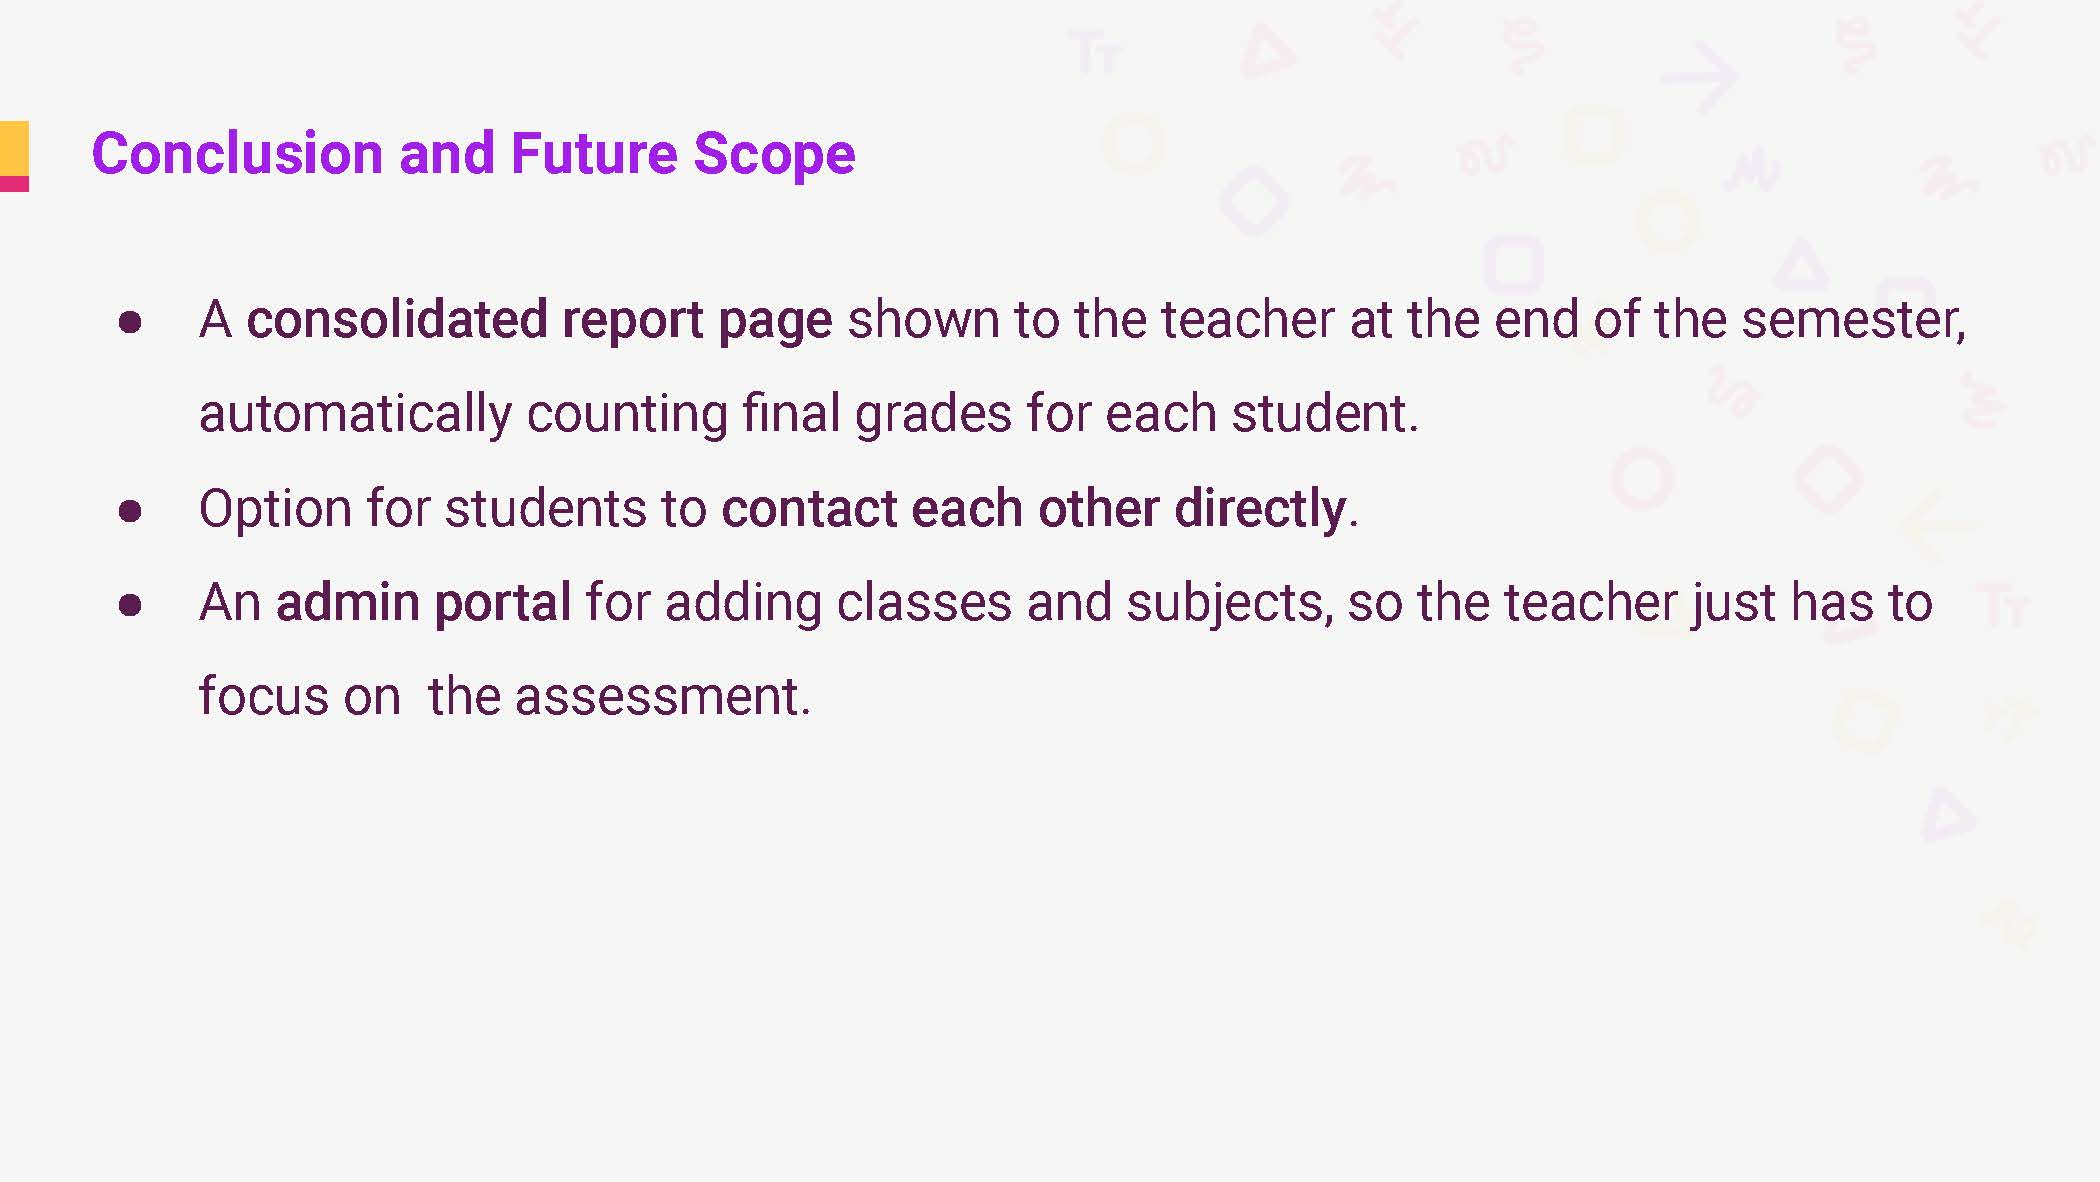 Conclusion and Future Scope
● A consolidated report page shown to the teacher at the end of the semester,
automatically counting final grades for each student.
● Option for students to contact each other directly.
● An admin portal for adding classes and subjects, so the teacher just has to
focus on  the assessment.